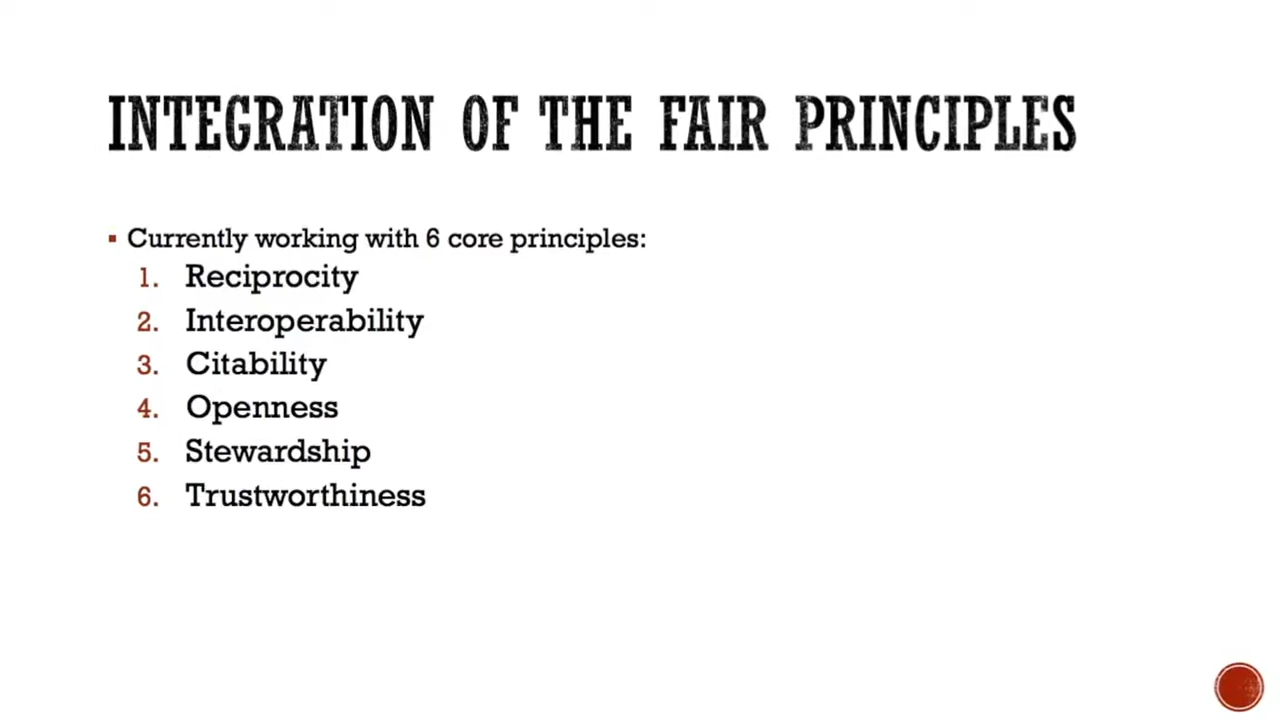 INTEGRATION OF THE FAIR PRINCIPLES
▪ Currently working with 6 core principles:
1. Reciprocity
2. Interoperability
3. Citability
4. Openness
5. Stewardship
6. Trustworthiness